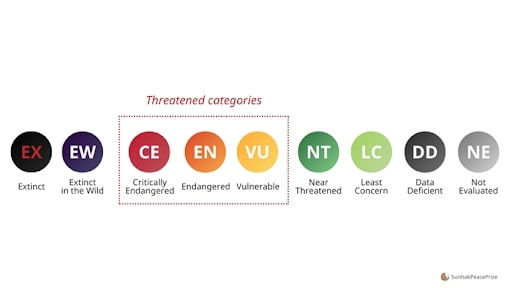 Threatened categories
EX
EW
CE
EN
VU
NT
LC
DD
NE
Extinct
Extinct
in the Wild
Critically
Endangered
Endangered
Vulnerable
Near
Threatened
Least
Concern
Data
Deficient
Not
Evaluated
SunhakPeacePrize